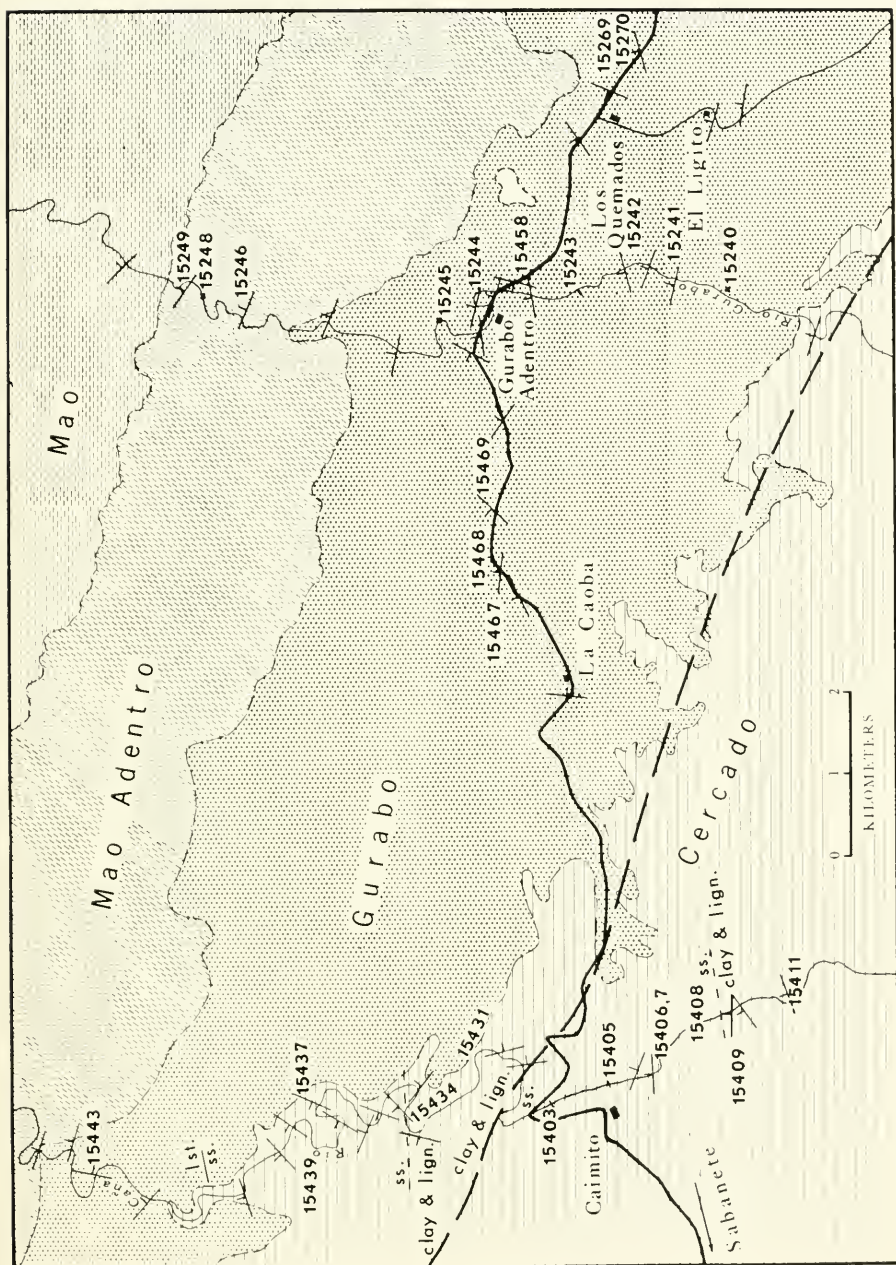 Mao
Mao Adentro
Gurabo
Cercado
15249
15248
15246
15245
15244
15458
15243
Gurabo
Adentro
Los
Quemados
15242
15241
15240
15269
15270
El Ligito
Rio Gurabo
15469
15468
15467
La Caoba
15443
Cana
lst
ss.
15437
15439
R.
15434
15431
ss.
clay & lign.
clay & lign.
ss.
15403
15405
15406,7
15408
ss.
clay & lign.
15409
15411
Caimito
Sabanete
0 1 2
KILOMETERS